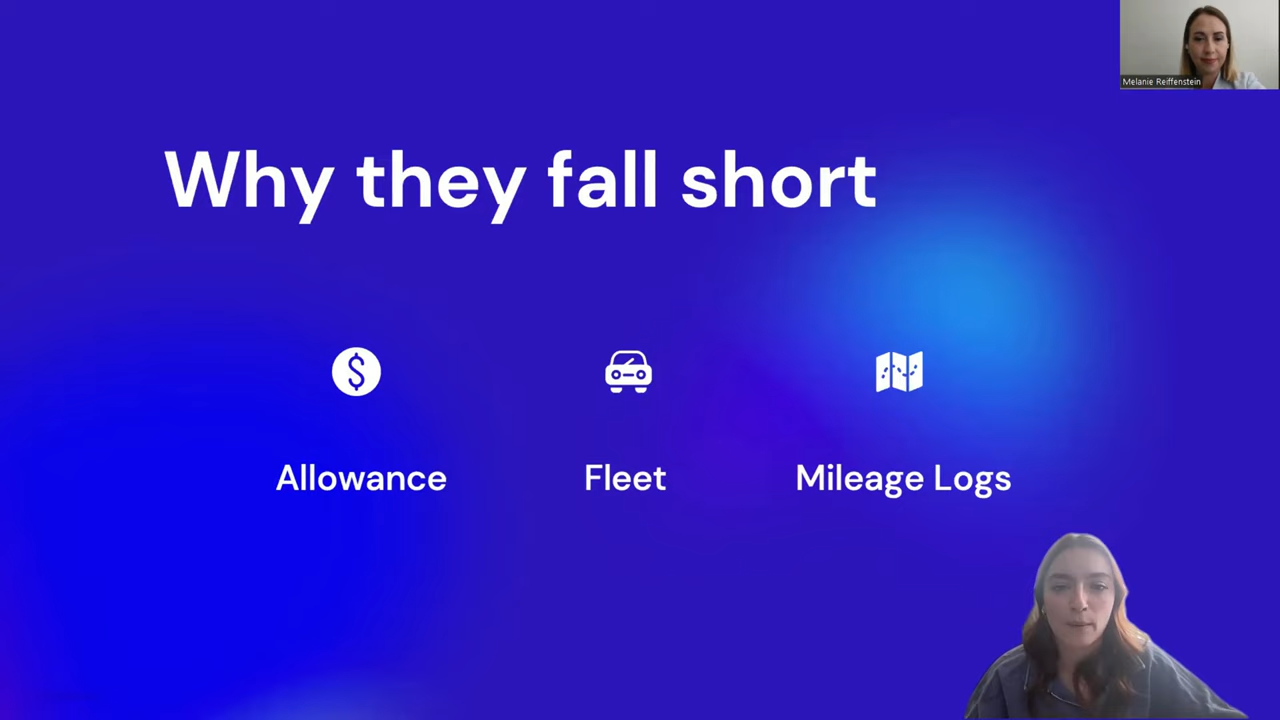 Melanie Reiffenstein
Why they fall short
Allowance
Fleet
Mileage Logs